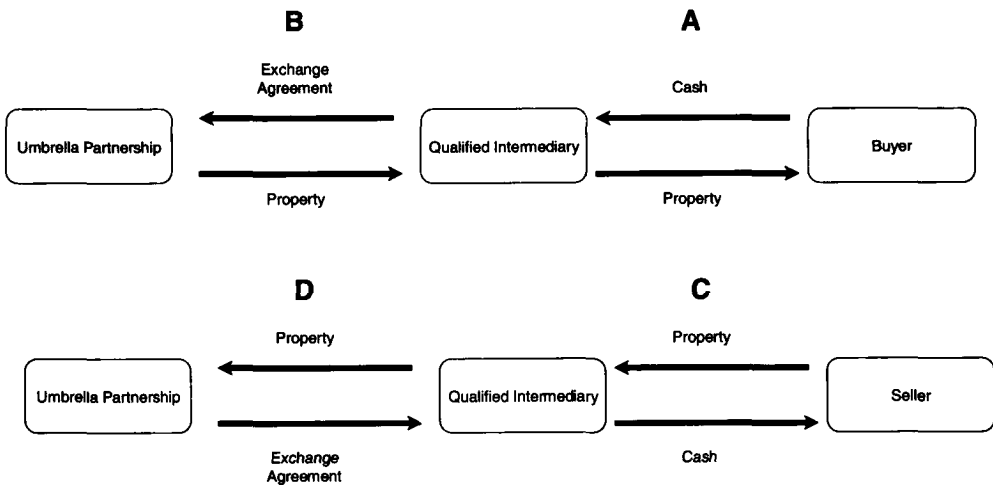 B
A
Exchange
Agreement
Cash
Umbrella Partnership
Qualified Intermediary
Buyer
Property
Property
D
C
Property
Property
Umbrella Partnership
Qualified Intermediary
Seller
Exchange
Agreement
Cash